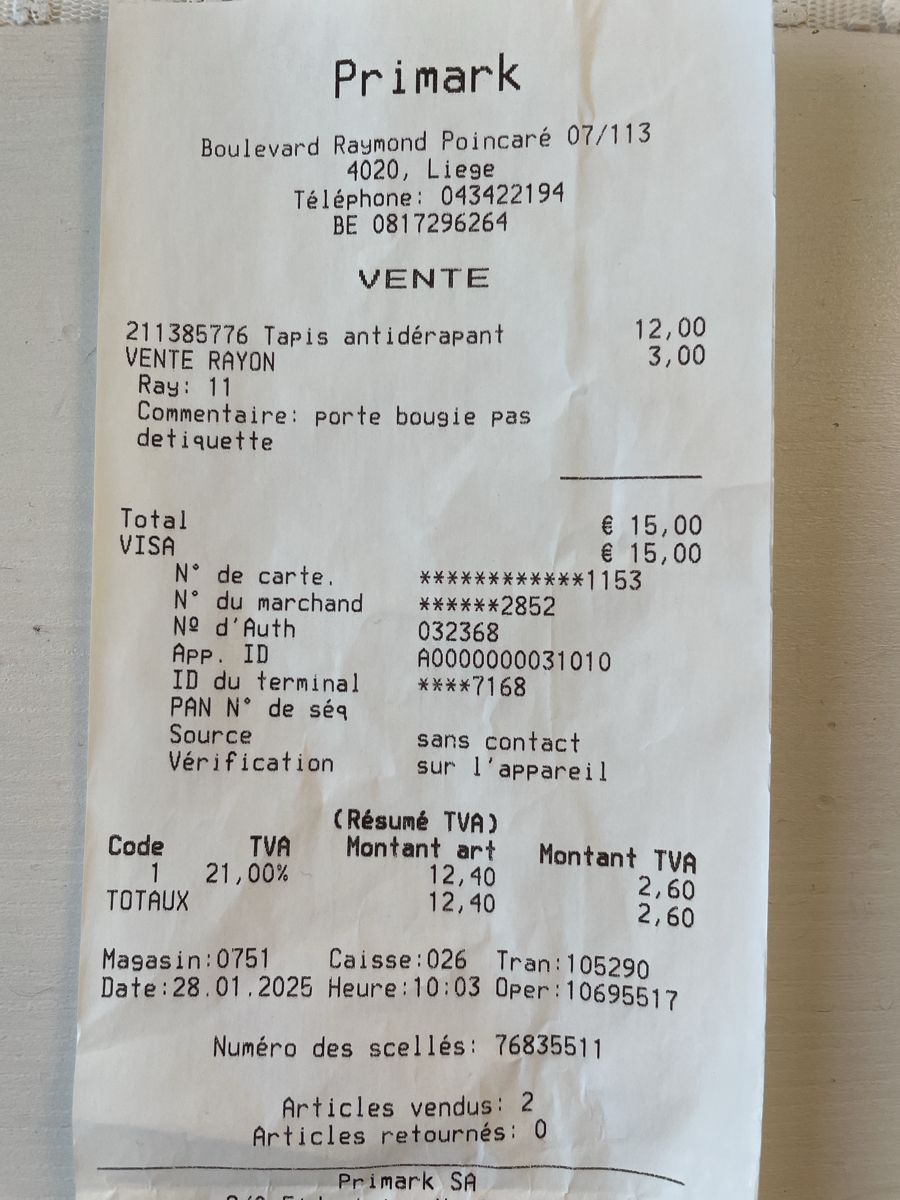 Primark
Boulevard Raymond Poincaré 07/113
4020, Liege
Téléphone: 043422194
BE 0817296264
VENTE
211385776 Tapis antidérapant 12,00
VENTE RAYON 3,00
Ray: 11
Commentaire: porte bougie pas
detiquette
Total € 15,00
VISA € 15,00
N° de carte. ************1153
N° du marchand ******2852
Nº d'Auth 032368
App. ID A0000000031010
ID du terminal ****7168
PAN N° de séq
Source sans contact
Vérification sur l'appareil
(Résumé TVA)
Code TVA Montant art Montant TVA
1 21,00% 12,40 2,60
TOTAUX 12,40 2,60
Magasin:0751 Caisse:026 Tran:105290
Date:28.01.2025 Heure:10:03 Oper:10695517
Numéro des scellés: 76835511
Articles vendus: 2
Articles retournés: 0
Primark SA